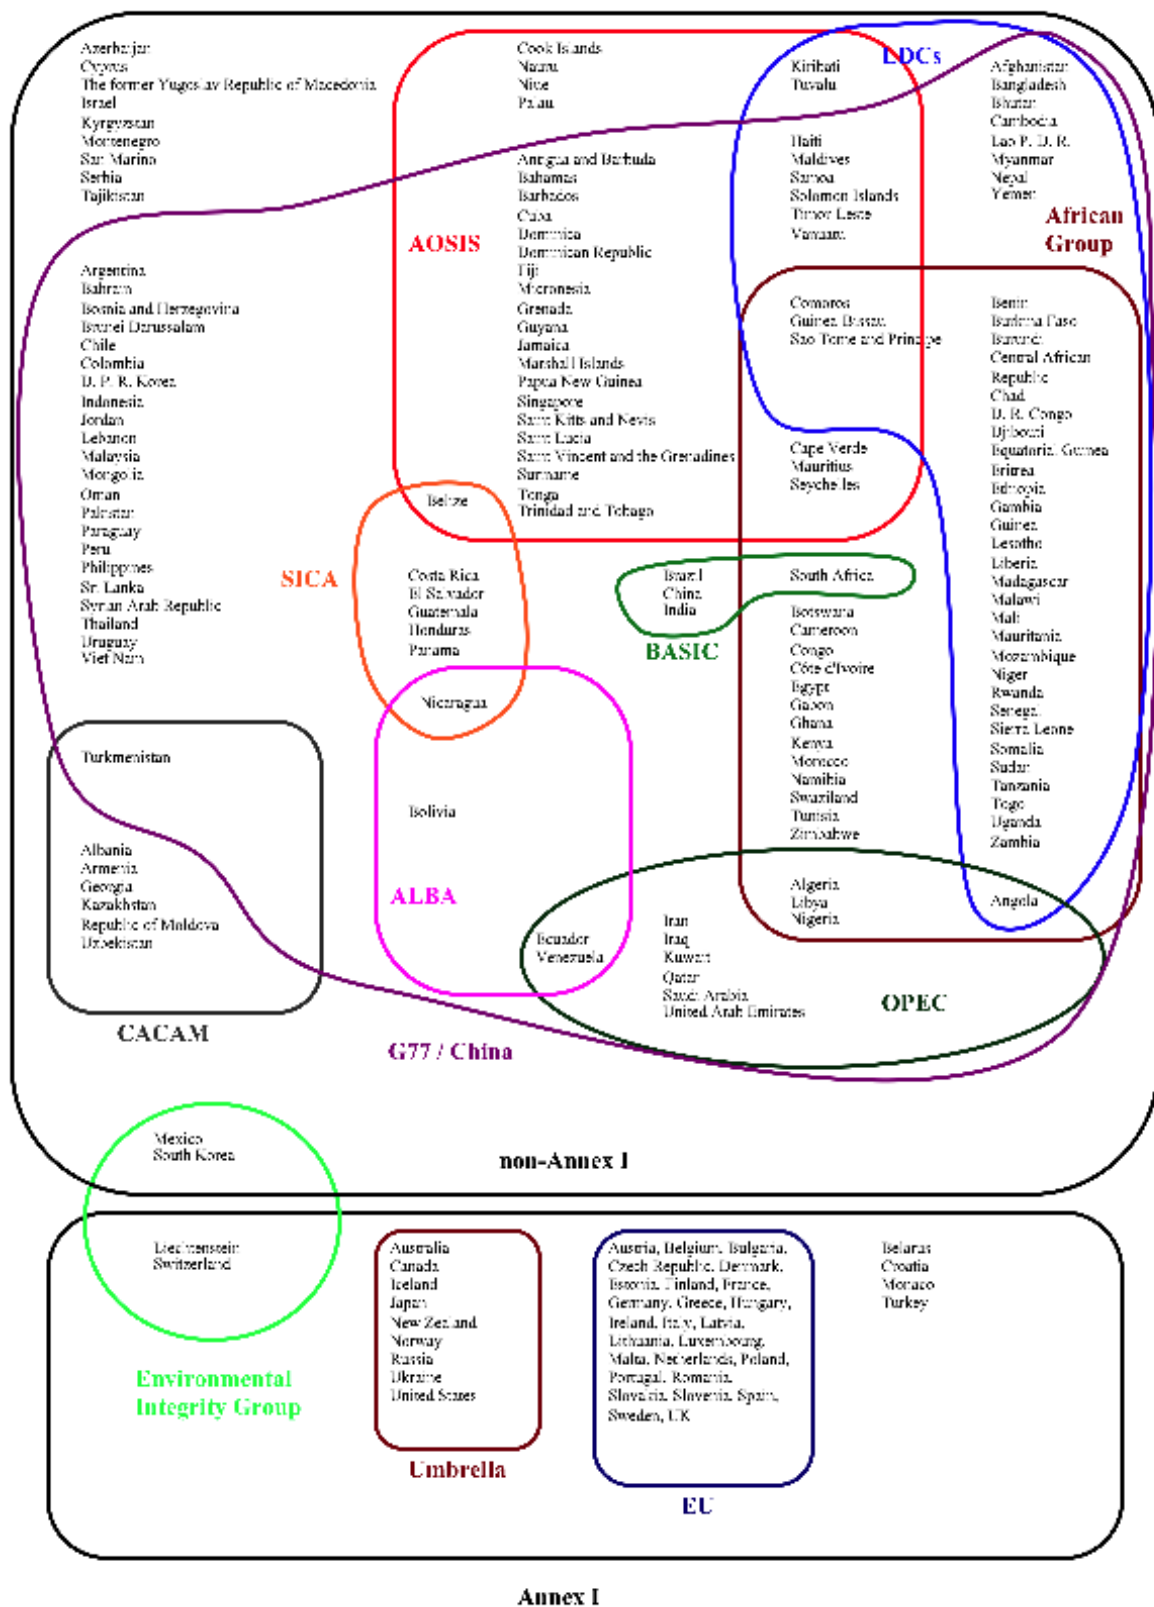 Azerbaijan
Cyprus
The former Yugoslav Republic of Macedonia
Israel
Kyrgyzstan
Montenegro
San Marino
Serbia
Tajikistan
Cook Islands
Nauru
Niue
Palau
LDCs
Kiribati
Tuvalu
Haiti
Maldives
Samoa
Solomon Islands
Timor Leste
Vanuatu
Afghanistan
Bangladesh
Bhutan
Cambodia
Lao P. D. R.
Myanmar
Nepal
Yemen
African
Group
AOSIS
Antigua and Barbuda
Bahamas
Barbados
Cuba
Dominica
Dominican Republic
Fiji
Micronesia
Grenada
Guyana
Jamaica
Marshall Islands
Papua New Guinea
Singapore
Saint Kitts and Nevis
Saint Lucia
Saint Vincent and the Grenadines
Suriname
Tonga
Trinidad and Tobago
Argentina
Bahrain
Bosnia and Herzegovina
Brunei Darussalam
Chile
Colombia
D. P. R. Korea
Indonesia
Jordan
Lebanon
Malaysia
Mongolia
Oman
Pakistan
Paraguay
Peru
Philippines
Sri Lanka
Syrian Arab Republic
Thailand
Uruguay
Viet Nam
Comoros
Guinea Bissau
Sao Tome and Principe
Cape Verde
Mauritius
Seychelles
Benin
Burkina Faso
Burundi
Central African
Republic
Chad
D. R. Congo
Djibouti
Equatorial Guinea
Eritrea
Ethiopia
Gambia
Guinea
Lesotho
Liberia
Madagascar
Malawi
Mali
Mauritania
Mozambique
Niger
Rwanda
Senegal
Sierra Leone
Somalia
Sudan
Tanzania
Togo
Uganda
Zambia
Belize
SICA
Costa Rica
El Salvador
Guatemala
Honduras
Panama
Nicaragua
Brazil
China
India
South Africa
BASIC
Botswana
Cameroon
Congo
Côte d'Ivoire
Egypt
Gabon
Ghana
Kenya
Morocco
Namibia
Swaziland
Tunisia
Zimbabwe
Turkmenistan
Albania
Armenia
Georgia
Kazakhstan
Republic of Moldova
Uzbekistan
CACAM
Bolivia
ALBA
Ecuador
Venezuela
Iran
Iraq
Kuwait
Qatar
Saudi Arabia
United Arab Emirates
Algeria
Libya
Nigeria
Angola
OPEC
G77 / China
Mexico
South Korea
non-Annex I
Liechtenstein
Switzerland
Environmental
Integrity Group
Australia
Canada
Iceland
Japan
New Zealand
Norway
Russia
Ukraine
United States
Umbrella
Austria, Belgium, Bulgaria,
Czech Republic, Denmark,
Estonia, Finland, France,
Germany, Greece, Hungary,
Ireland, Italy, Latvia,
Lithuania, Luxembourg,
Malta, Netherlands, Poland,
Portugal, Romania,
Slovakia, Slovenia, Spain,
Sweden, UK
EU
Belarus
Croatia
Monaco
Turkey
Annex I